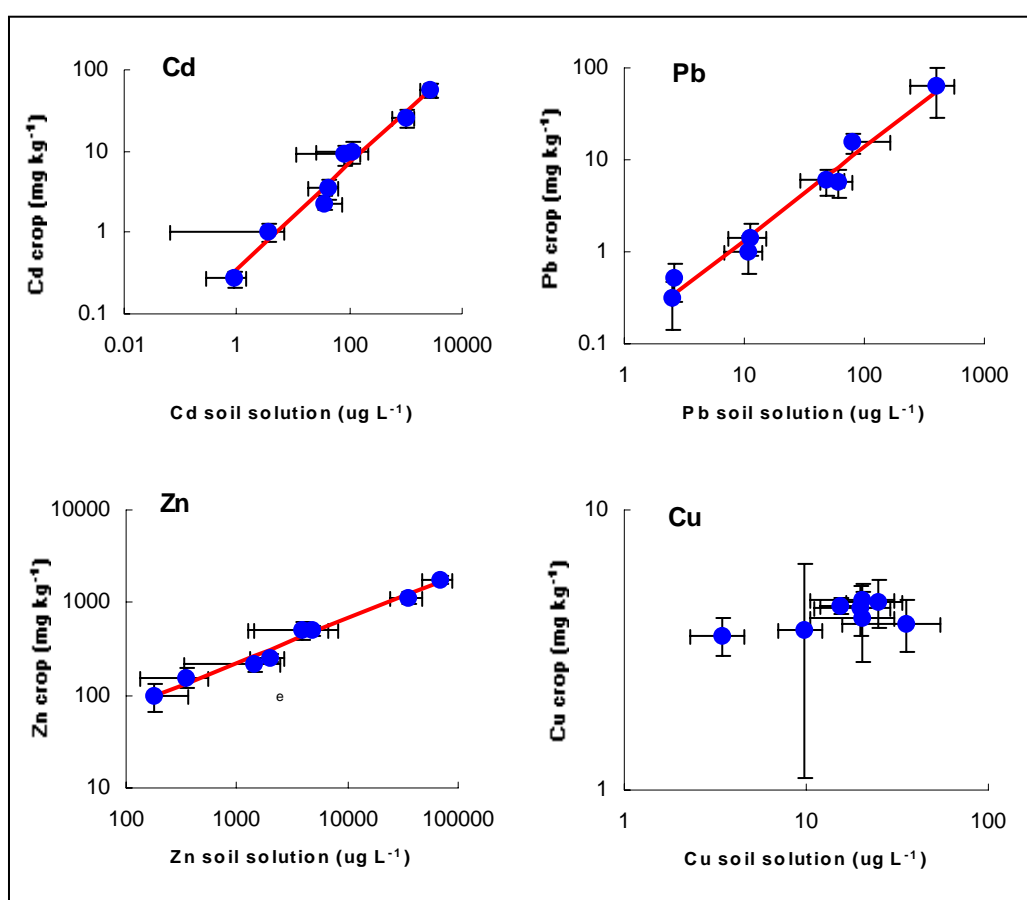 Cd
Cd crop (mg kg⁻¹)
100
10
1
0.1
0.01 1 100 10000
Cd soil solution (ug L⁻¹)
Pb
Pb crop (mg kg⁻¹)
100
10
1
0.1
1 10 100 1000
Pb soil solution (ug L⁻¹)
Zn
Zn crop (mg kg⁻¹)
10000
1000
100
10
e
100 1000 10000 100000
Zn soil solution (ug L⁻¹)
Cu
Cu crop (mg kg⁻¹)
10
1
1 10 100
Cu soil solution (ug L⁻¹)